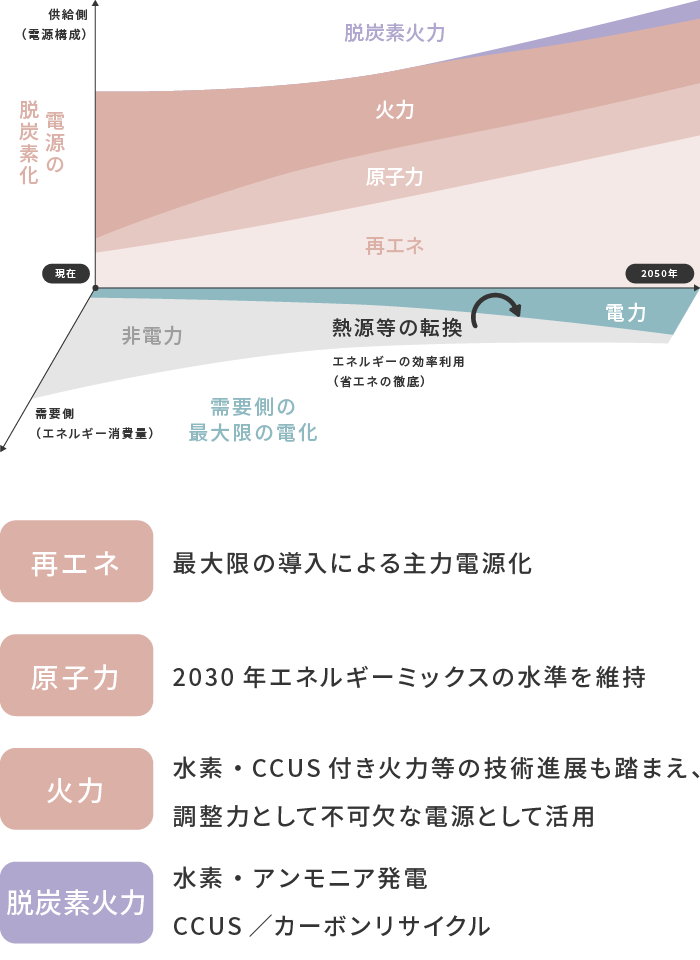 供給側
（電源構成）
脱炭素火力
電源の
脱炭素化
火力
原子力
再エネ
現在
2050年
電力
熱源等の転換
非電力
エネルギーの効率利用
（省エネの徹底）
需要側
（エネルギー消費量）
需要側の
最大限の電化
再エネ
最大限の導入による主力電源化
原子力
2030 年エネルギーミックスの水準を維持
火力
水素・CCUS 付き火力等の技術進展も踏まえ、
調整力として不可欠な電源として活用
脱炭素火力
水素・アンモニア発電
CCUS ／カーボンリサイクル